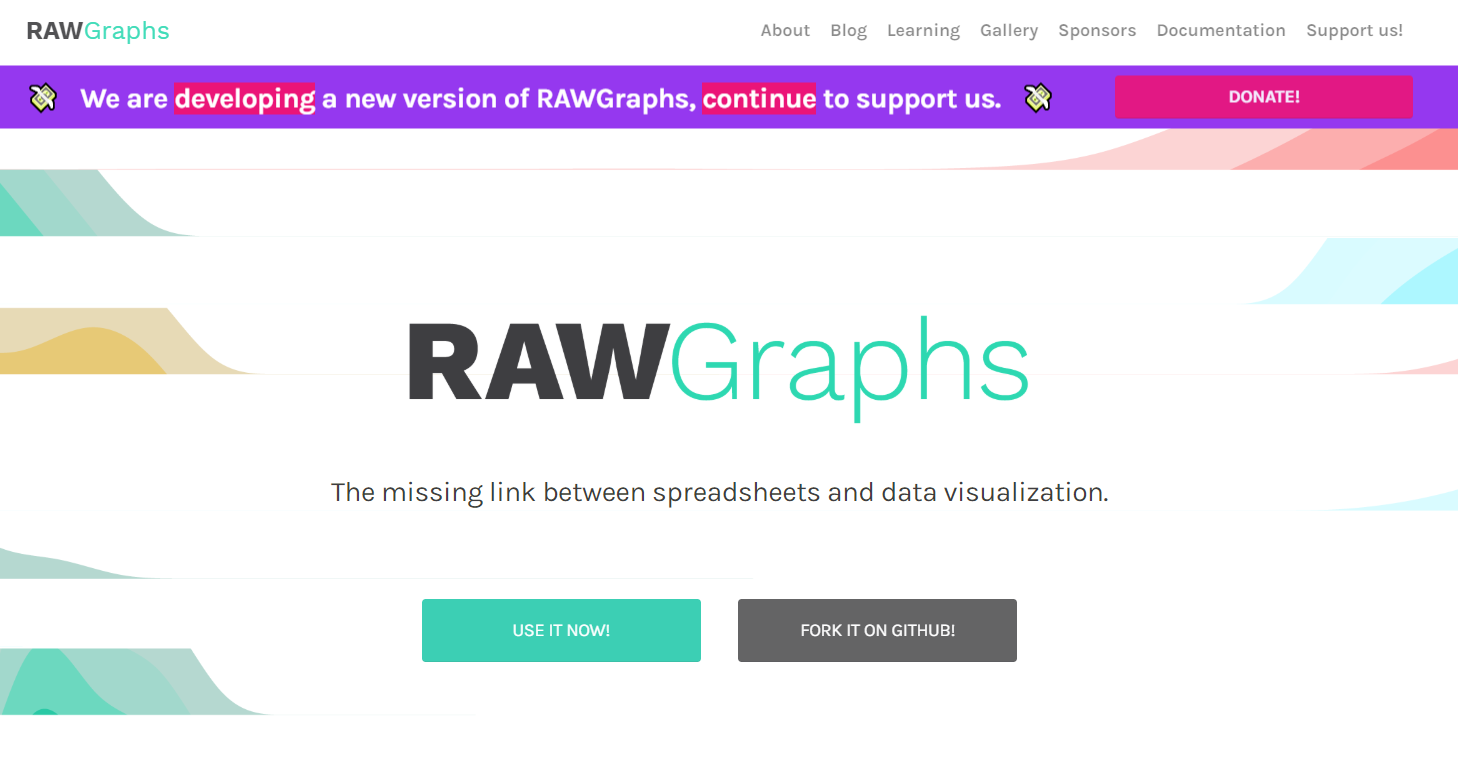 RAWGraphs
About Blog Learning Gallery Sponsors Documentation Support us!
We are developing a new version of RAWGraphs, continue to support us.
DONATE!
RAWGraphs
The missing link between spreadsheets and data visualization.
USE IT NOW!
FORK IT ON GITHUB!